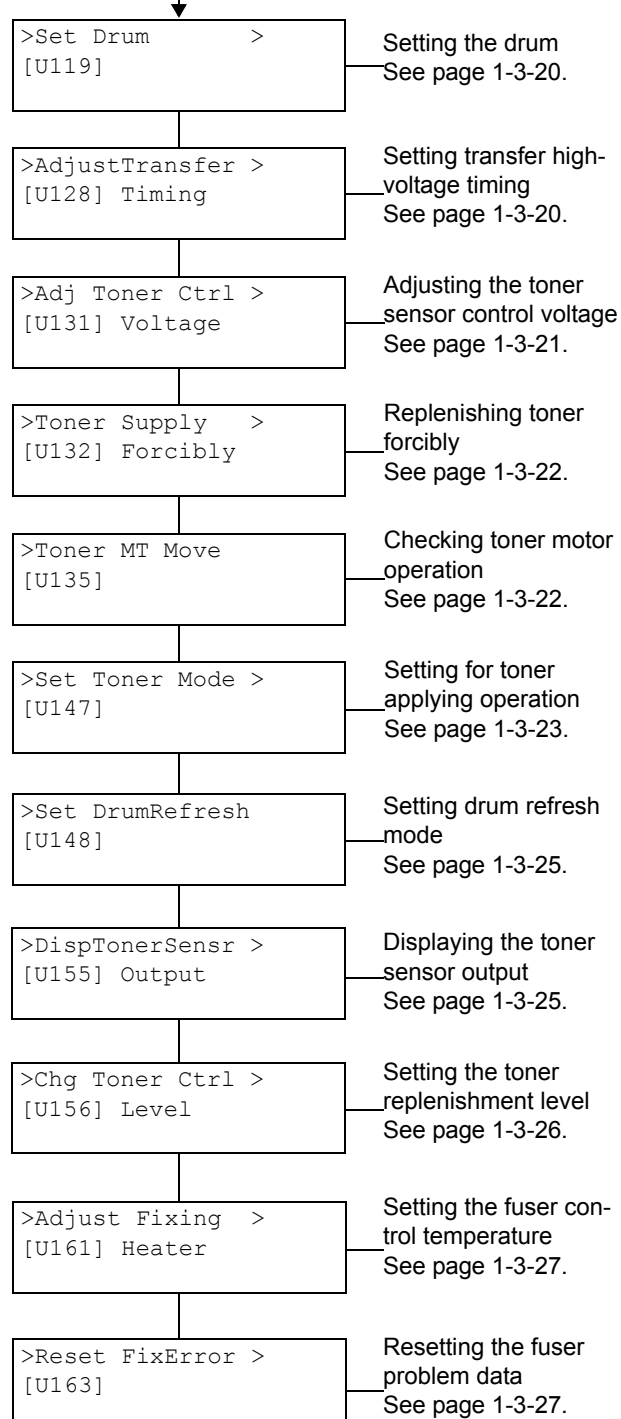 >Set Drum >
[U119]
Setting the drum
See page 1-3-20.
>AdjustTransfer >
[U128] Timing
Setting transfer high-
voltage timing
See page 1-3-20.
>Adj Toner Ctrl >
[U131] Voltage
Adjusting the toner
sensor control voltage
See page 1-3-21.
>Toner Supply >
[U132] Forcibly
Replenishing toner
forcibly
See page 1-3-22.
>Toner MT Move
[U135]
Checking toner motor
operation
See page 1-3-22.
>Set Toner Mode >
[U147]
Setting for toner
applying operation
See page 1-3-23.
>Set DrumRefresh
[U148]
Setting drum refresh
mode
See page 1-3-25.
>DispTonerSensr >
[U155] Output
Displaying the toner
sensor output
See page 1-3-25.
>Chg Toner Ctrl >
[U156] Level
Setting the toner
replenishment level
See page 1-3-26.
>Adjust Fixing >
[U161] Heater
Setting the fuser con-
trol temperature
See page 1-3-27.
>Reset FixError >
[U163]
Resetting the fuser
problem data
See page 1-3-27.